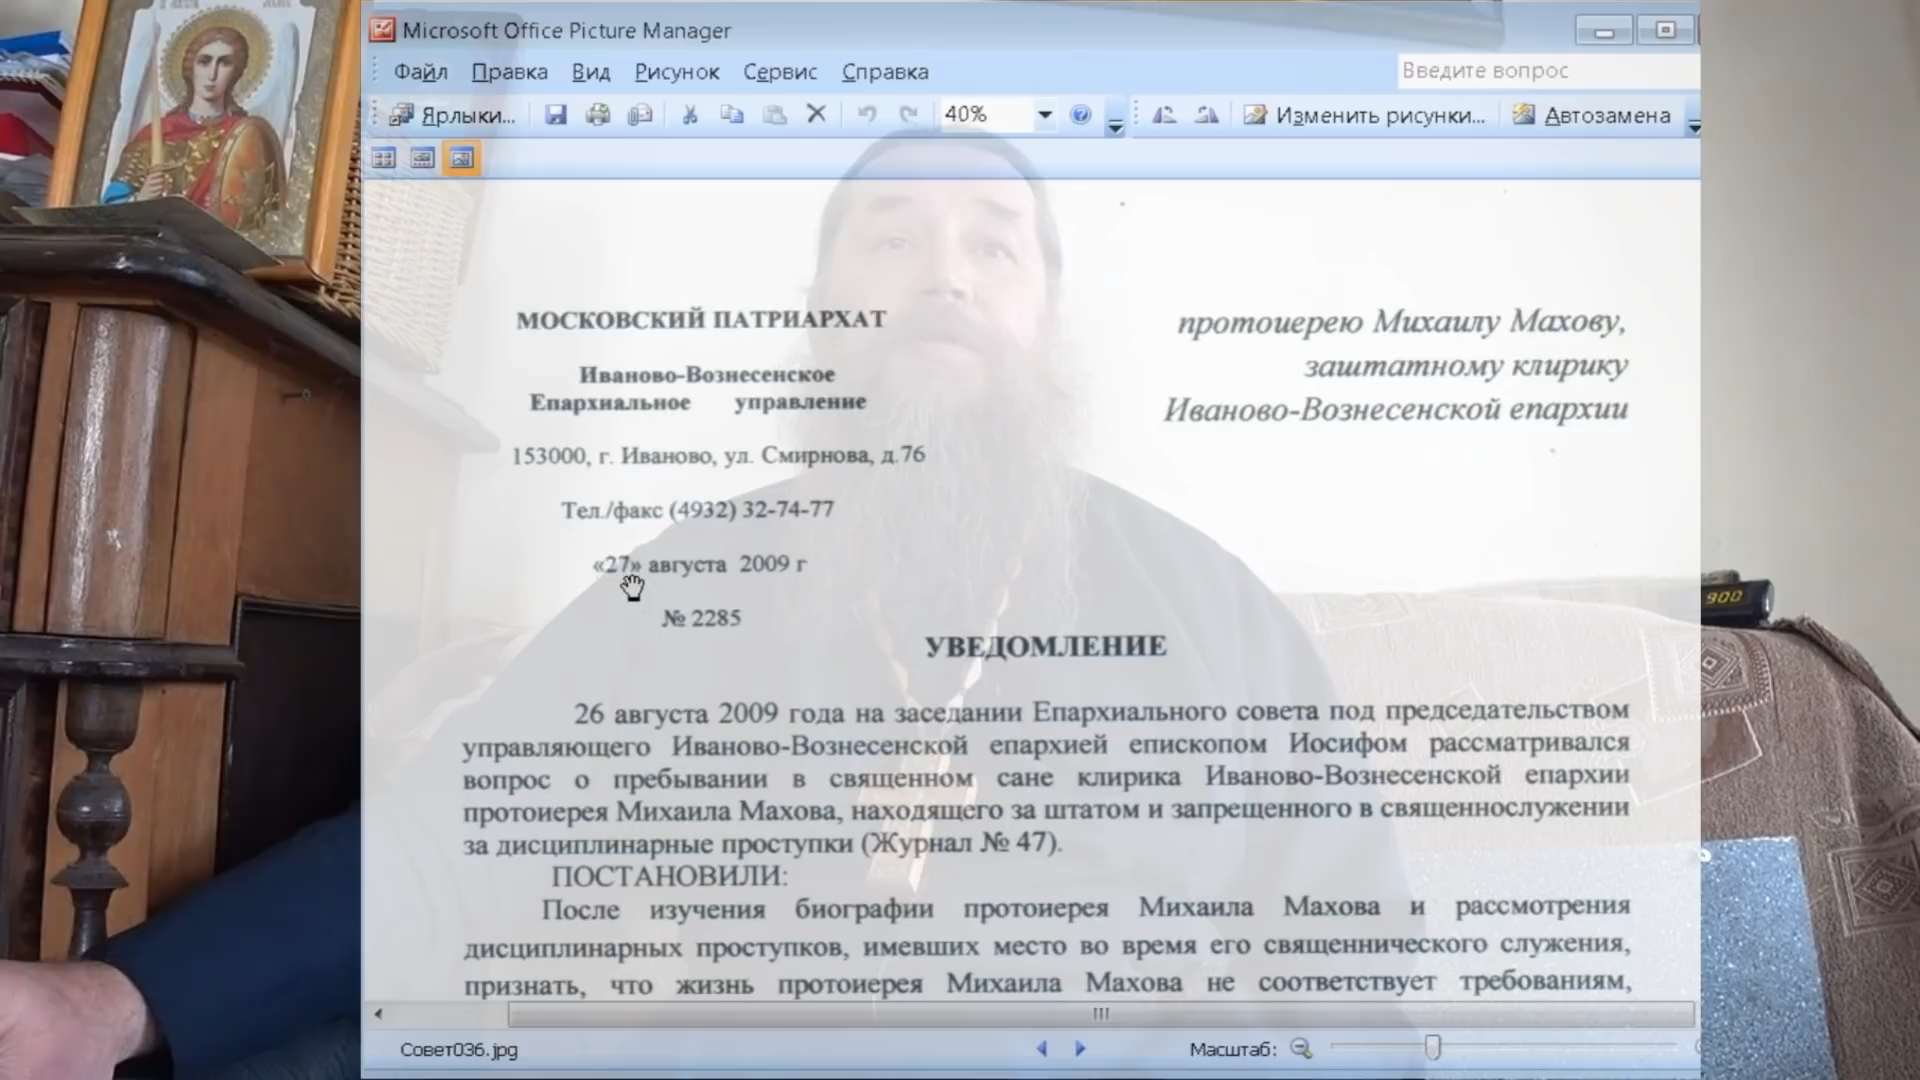 Microsoft Office Picture Manager
Файл Правка Вид Рисунок Сервис Справка
Введите вопрос
Ярлыки...
40%
Изменить рисунки...
Автозамена
МОСКОВСКИЙ ПАТРИАРХАТ
Иваново-Вознесенское
Епархиальное управление
153000, г. Иваново, ул. Смирнова, д.76
Тел./факс (4932) 32-74-77
«27» августа 2009 г
№ 2285
протоиерею Михаилу Махову,
заштатному клирику
Иваново-Вознесенской епархии
УВЕДОМЛЕНИЕ
26 августа 2009 года на заседании Епархиального совета под председательством
управляющего Иваново-Вознесенской епархией епископом Иосифом рассматривался
вопрос о пребывании в священном сане клирика Иваново-Вознесенской епархии
протоиерея Михаила Махова, находящего за штатом и запрещенного в священнослужении
за дисциплинарные проступки (Журнал № 47).
ПОСТАНОВИЛИ:
После изучения биографии протоиерея Михаила Махова и рассмотрения
дисциплинарных проступков, имевших место во время его священнического служения,
признать, что жизнь протоиерея Михаила Махова не соответствует требованиям,
Совет036.jpg
Масштаб:
900